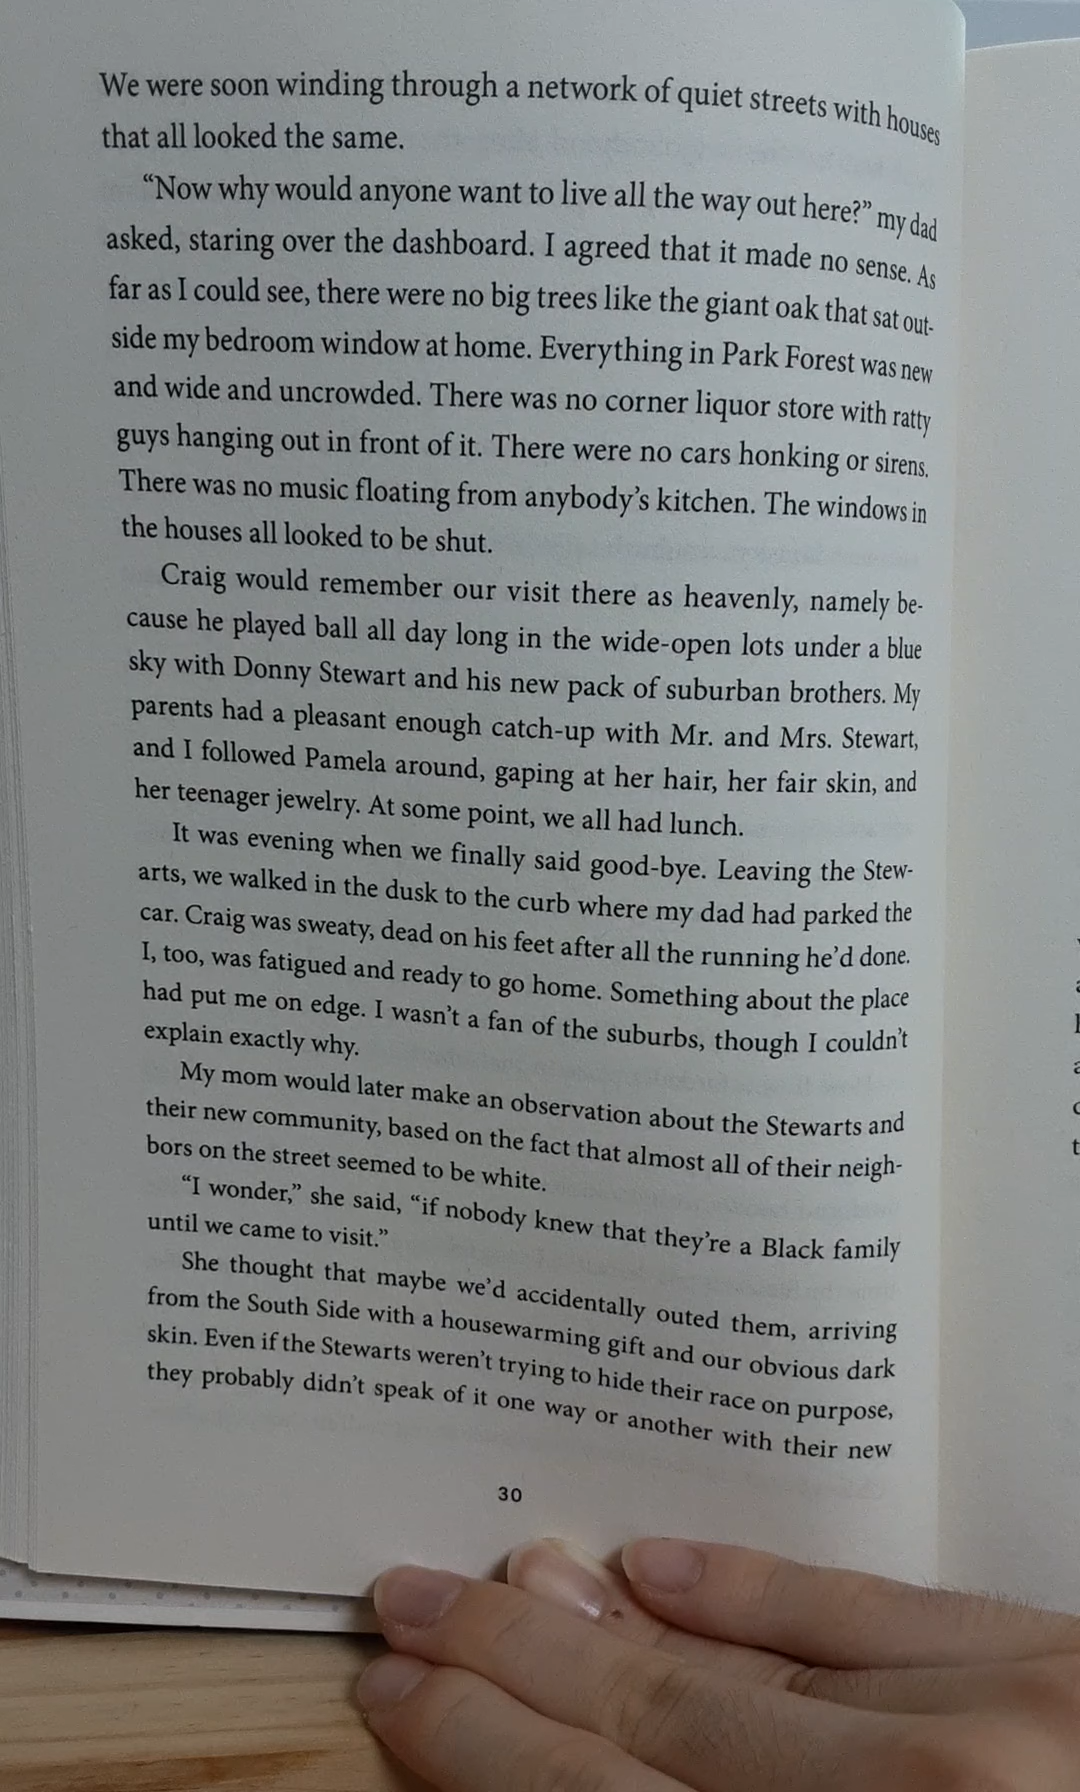 We were soon winding through a network of quiet streets with houses
that all looked the same.
“Now why would anyone want to live all the way out here?” my dad
asked, staring over the dashboard. I agreed that it made no sense. As
far as I could see, there were no big trees like the giant oak that sat out-
side my bedroom window at home. Everything in Park Forest was new
and wide and uncrowded. There was no corner liquor store with ratty
guys hanging out in front of it. There were no cars honking or sirens.
There was no music floating from anybody’s kitchen. The windows in
the houses all looked to be shut.
Craig would remember our visit there as heavenly, namely be-
cause he played ball all day long in the wide-open lots under a blue
sky with Donny Stewart and his new pack of suburban brothers. My
parents had a pleasant enough catch-up with Mr. and Mrs. Stewart,
and I followed Pamela around, gaping at her hair, her fair skin, and
her teenager jewelry. At some point, we all had lunch.
It was evening when we finally said good-bye. Leaving the Stew-
arts, we walked in the dusk to the curb where my dad had parked the
car. Craig was sweaty, dead on his feet after all the running he’d done.
I, too, was fatigued and ready to go home. Something about the place
had put me on edge. I wasn’t a fan of the suburbs, though I couldn’t
explain exactly why.
My mom would later make an observation about the Stewarts and
their new community, based on the fact that almost all of their neigh-
bors on the street seemed to be white.
“I wonder,” she said, “if nobody knew that they’re a Black family
until we came to visit.”
She thought that maybe we’d accidentally outed them, arriving
from the South Side with a housewarming gift and our obvious dark
skin. Even if the Stewarts weren’t trying to hide their race on purpose,
they probably didn’t speak of it one way or another with their new
30